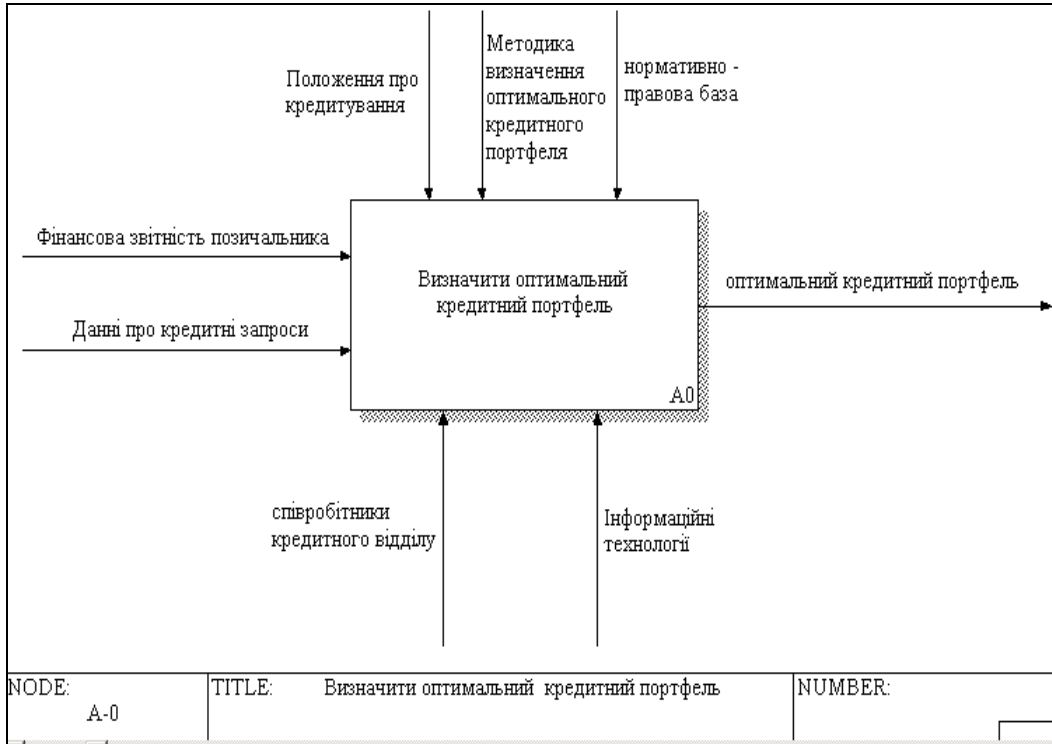 Положення про
кредитування
Методика
визначення
оптимального
кредитного
портфеля
нормативно -
правова база
Фінансова звітність позичальника
Данні про кредитні запроси
Визначити оптимальний
кредитний портфель
A0
оптимальний кредитний портфель
співробітники
кредитного відділу
Інформаційні
технології
NODE:
A-0
TITLE: Визначити оптимальний кредитний портфель
NUMBER: